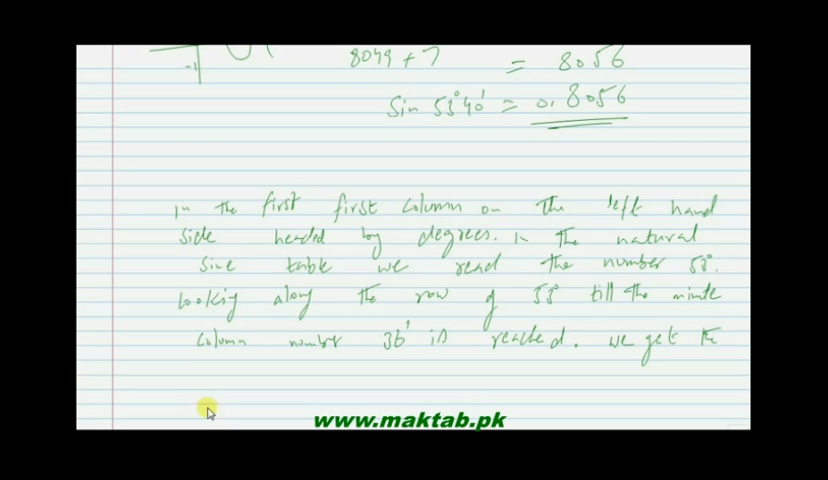 -1
8049 + 7 = 8056
Sin 53°40' = 0.8056
In the first first column on the left hand
side headed by degrees. in the natural
Sine table we read the number 53°.
looking along the row of 53° till the minute
column number 36' is reached. we get the
www.maktab.pk